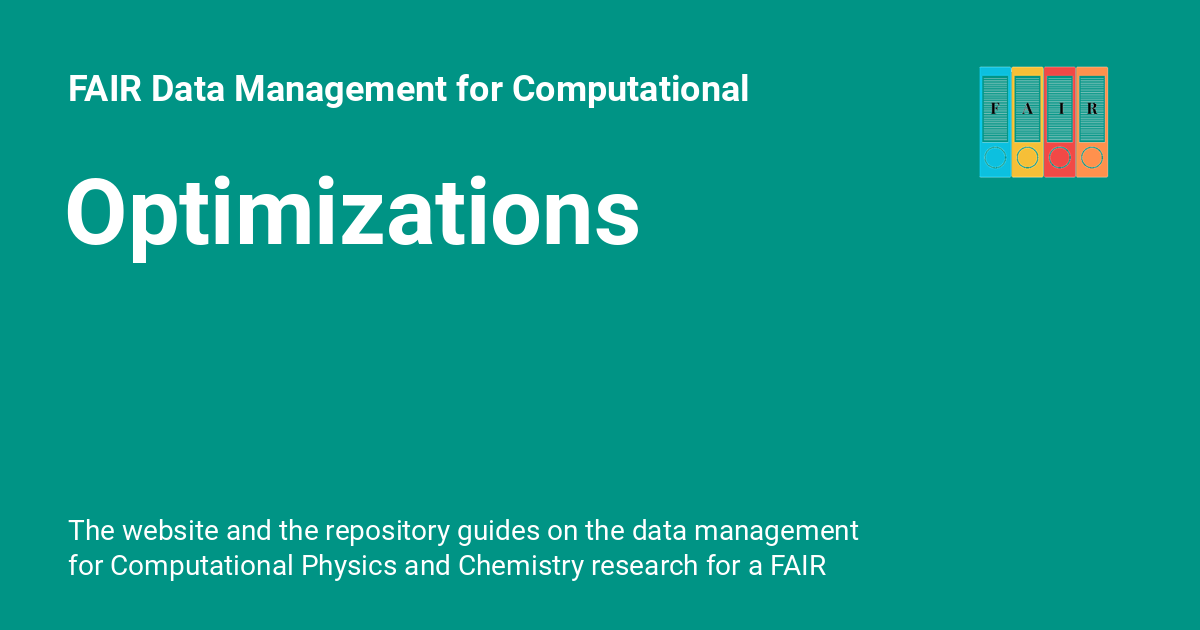 FAIR Data Management for Computational
F A I R
Optimizations
The website and the repository guides on the data management
for Computational Physics and Chemistry research for a FAIR